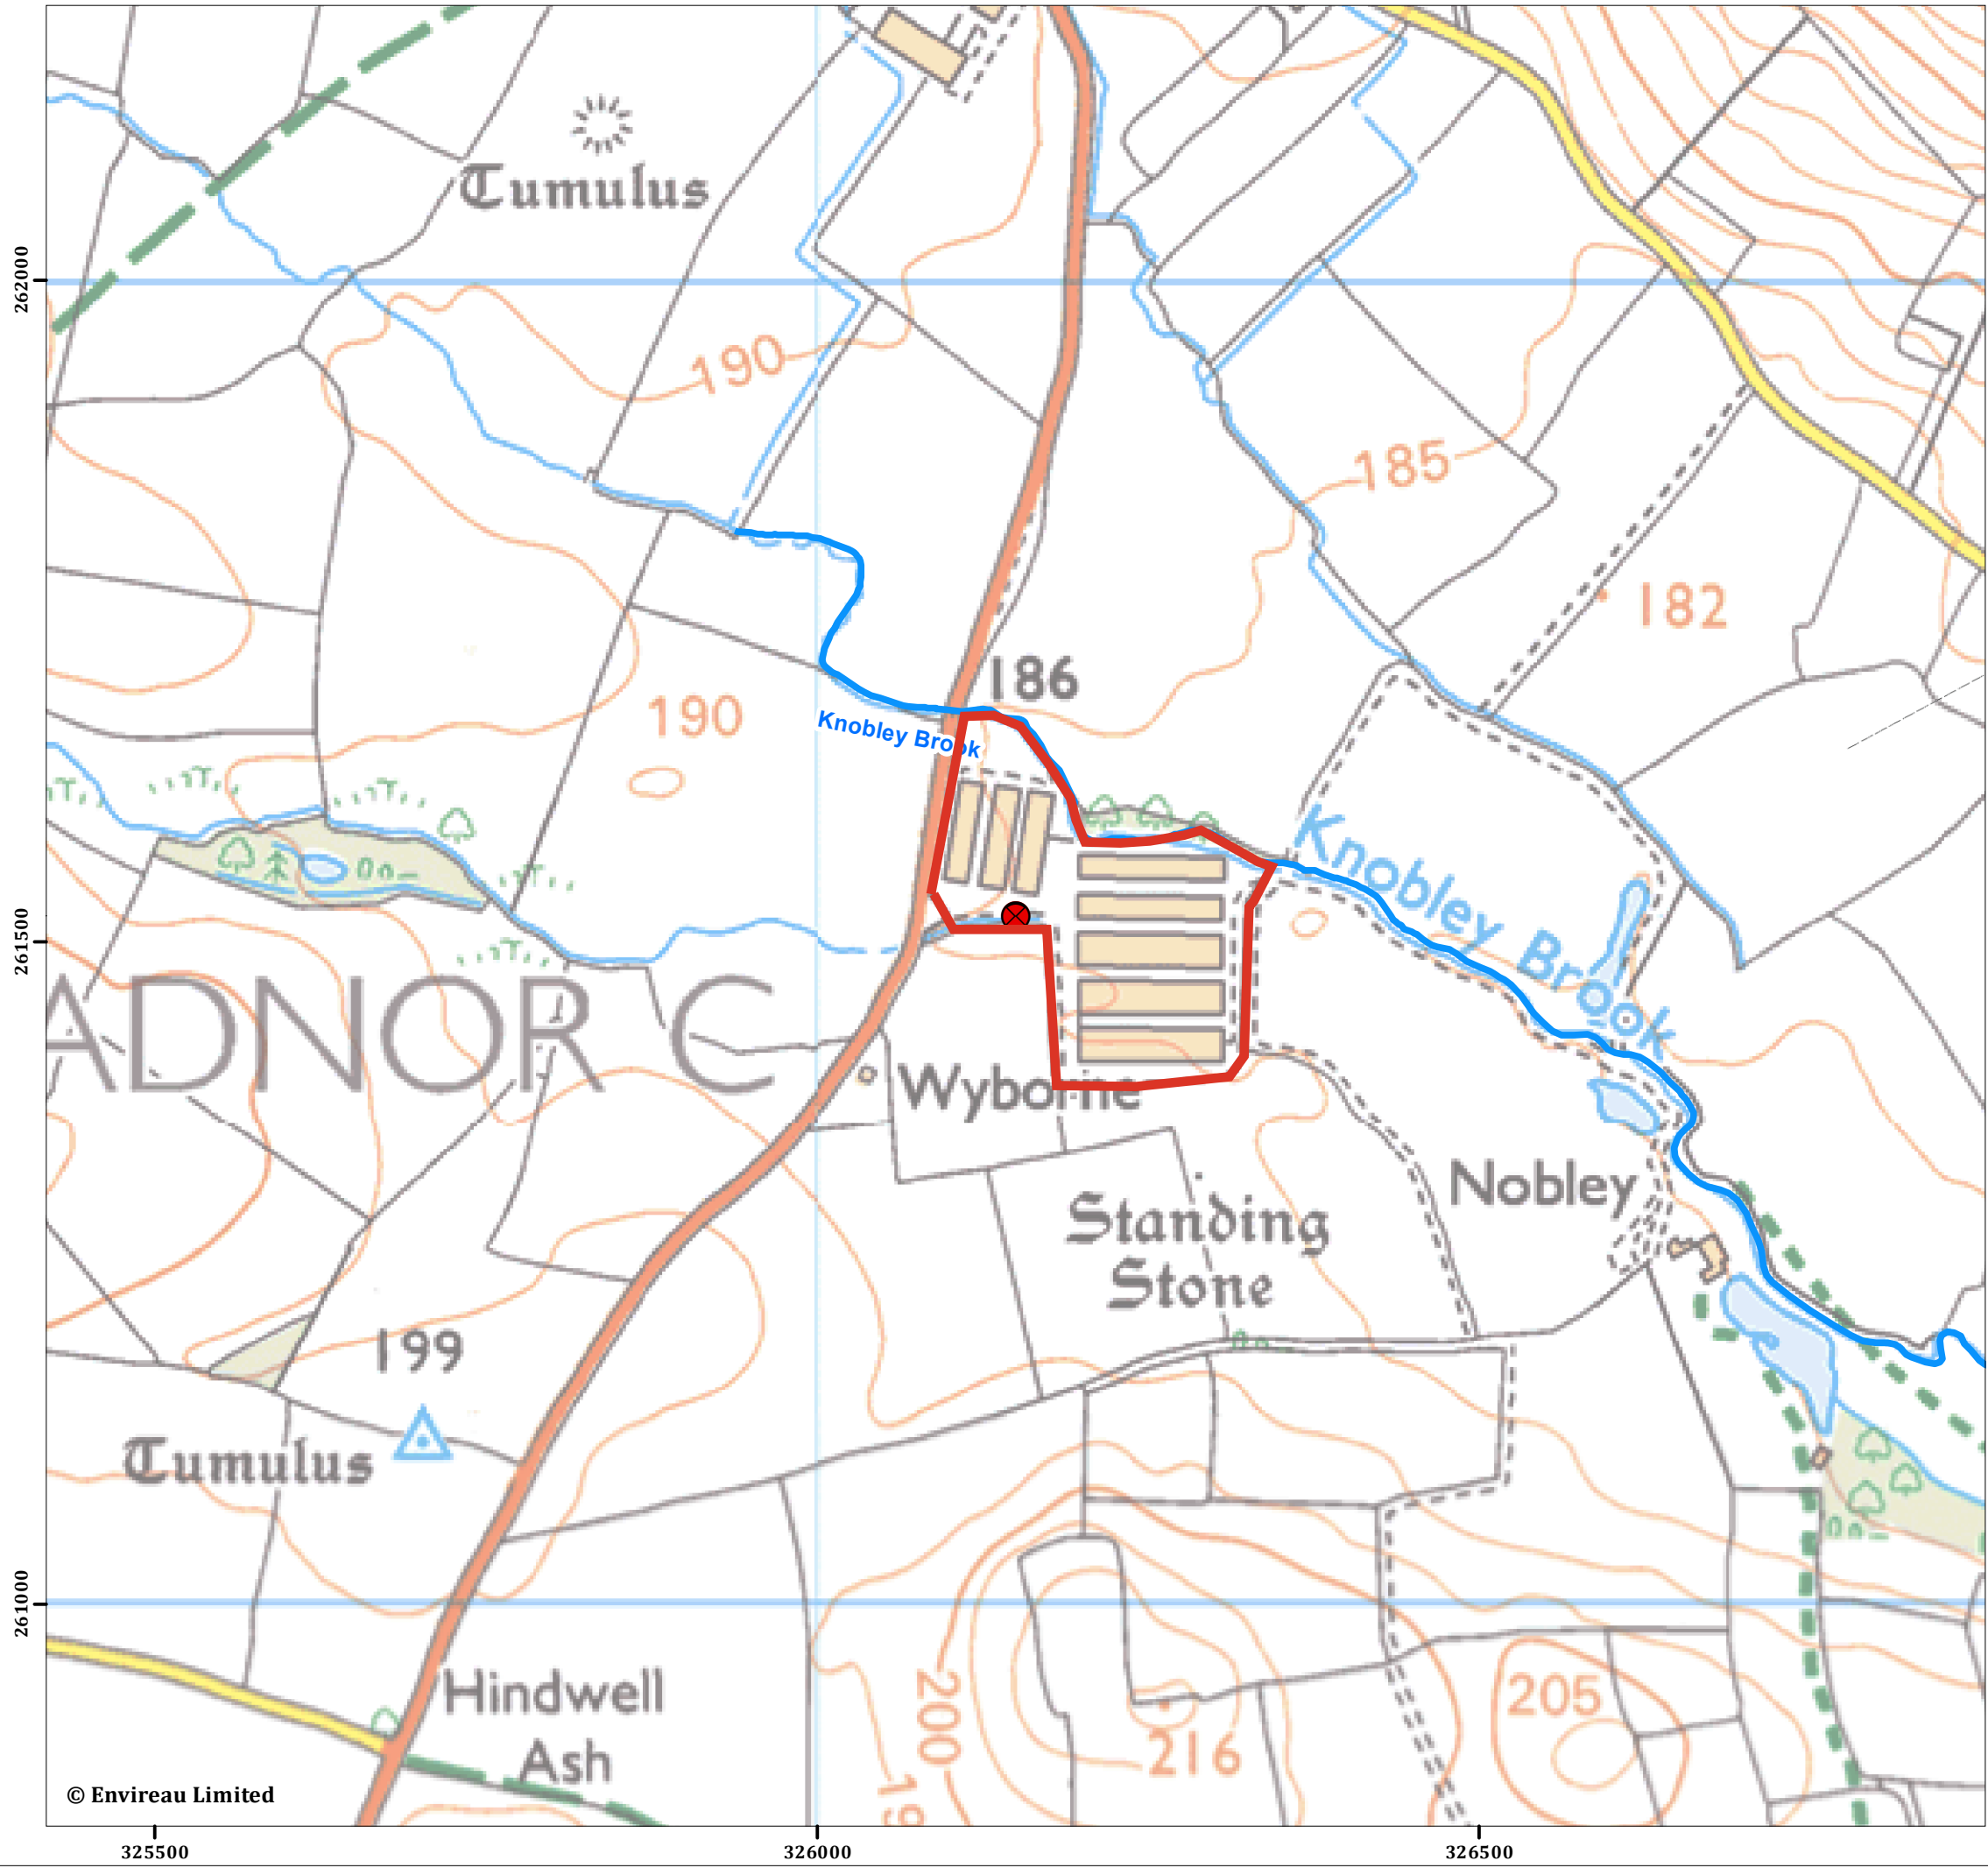 Tumulus
262000
190
185
182
186
190
Knobley Brook
Knobley Brook
261500
ADNOR C
Wyborne
Nobley
Standing
Stone
199
Tumulus
261000
Hindwell
Ash
200
205
216
19
© Envireau Limited
325500
326000
326500